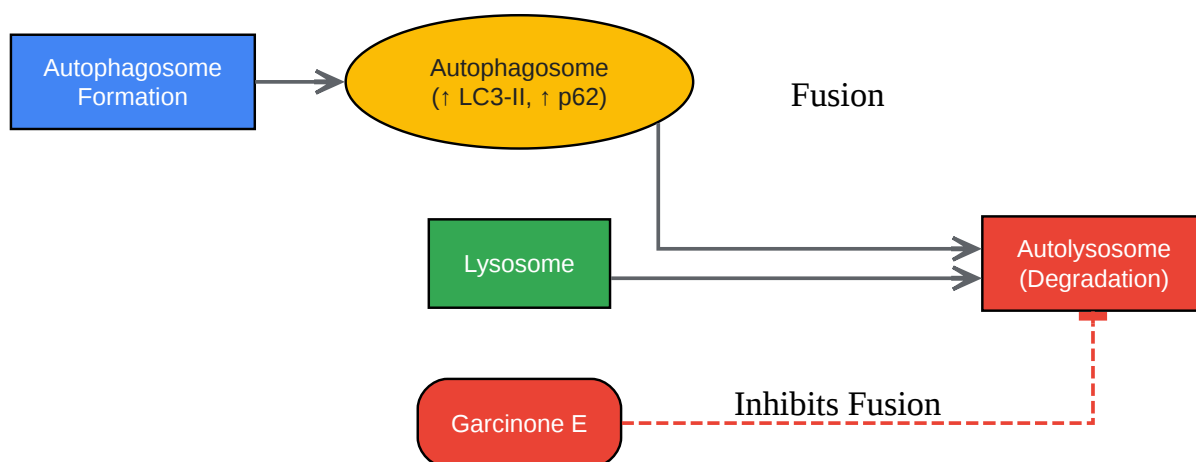 Autophagosome
Formation
Autophagosome
(↑ LC3-II, ↑ p62)
Fusion
Lysosome
Autolysosome
(Degradation)
Garcinone E
Inhibits Fusion